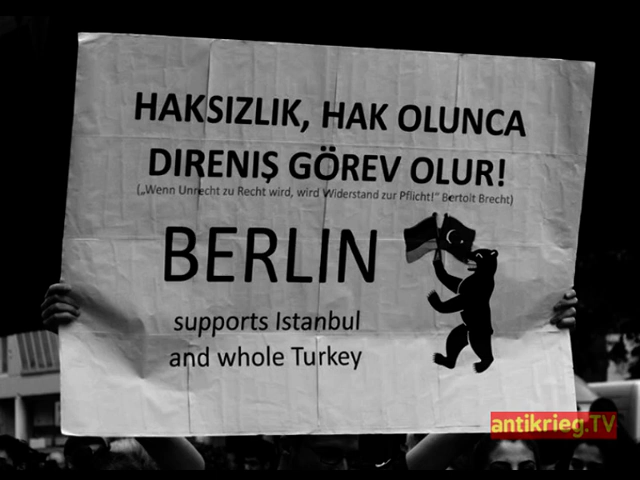 HAKSIZLIK, HAK OLUNCA
DIRENIŞ GÖREV OLUR!
(„Wenn Unrecht zu Recht wird, wird Widerstand zur Pflicht!“ Bertolt Brecht)
BERLIN
supports Istanbul
and whole Turkey
antikrieg.TV